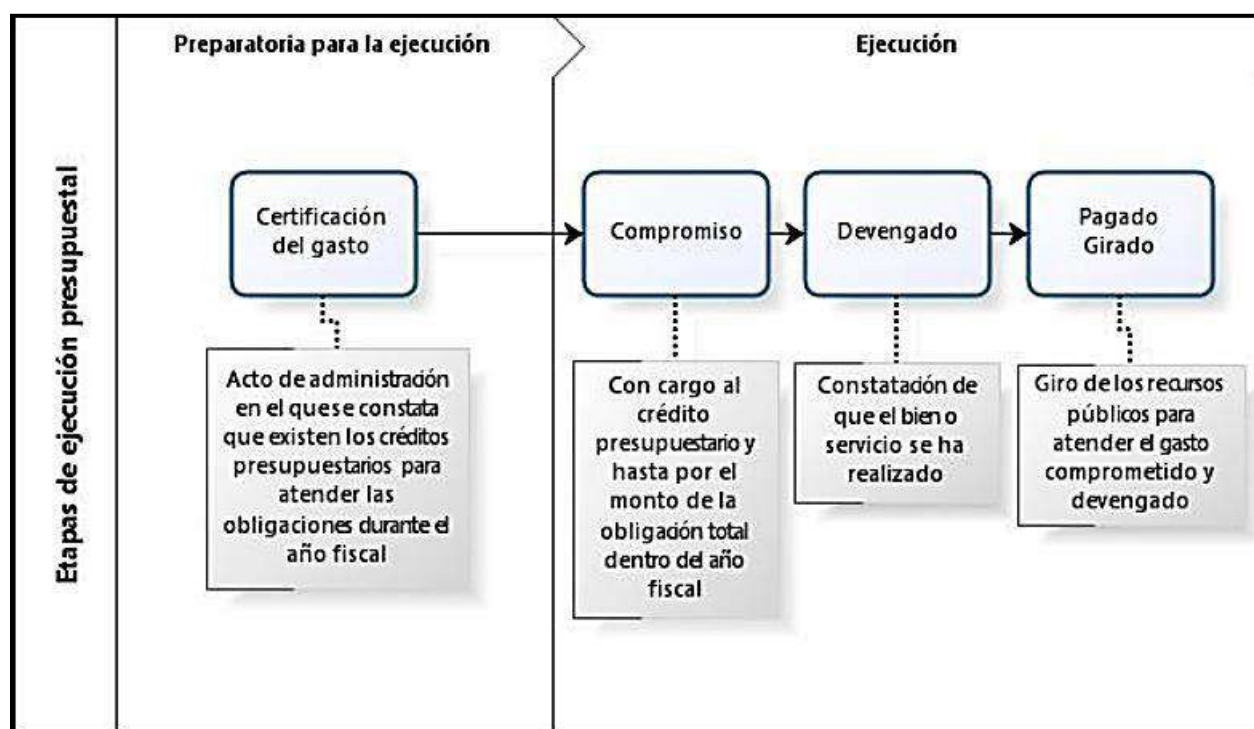 Preparatoria para la ejecución
Ejecución
Etapas de ejecución presupuestal
Certificación
del gasto
Compromiso
Devengado
Pagado
Girado
Acto de administración
en el que se constata
que existen los créditos
presupuestarios para
atender las
obligaciones durante el
año fiscal
Con cargo al
crédito
presupuestario y
hasta por el
monto de la
obligación total
dentro del año
fiscal
Constatación de
que el bien o
servicio se ha
realizado
Giro de los recursos
públicos para
atender el gasto
comprometido y
devengado